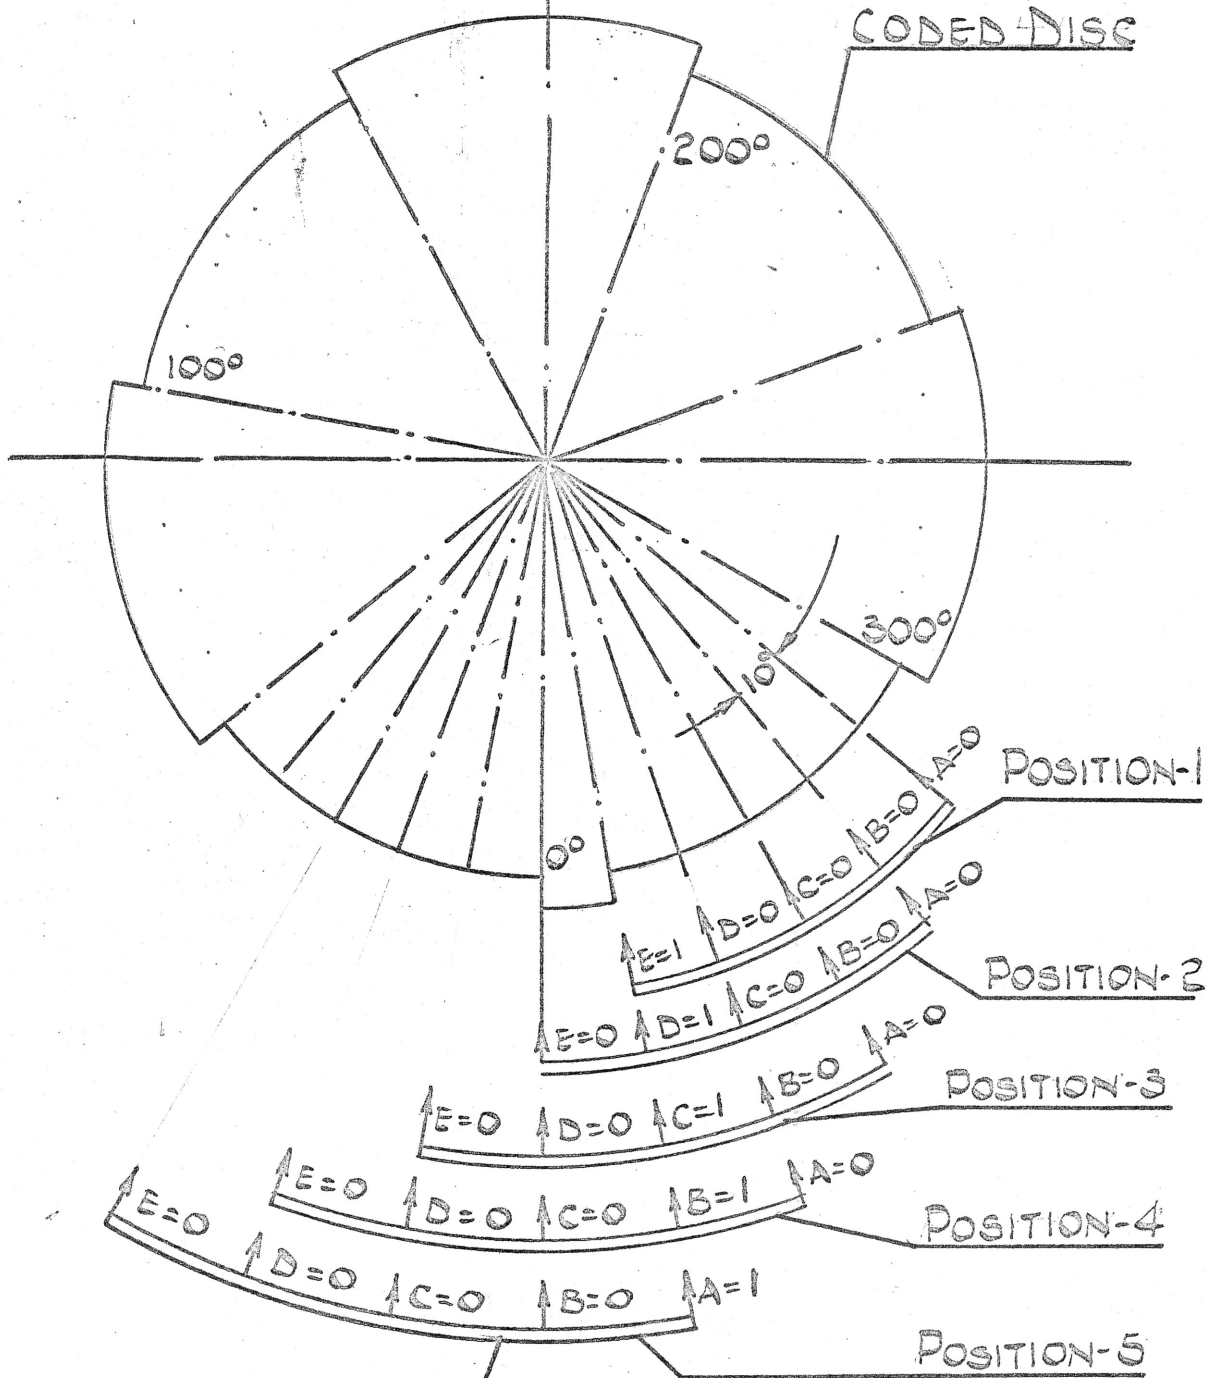 CODED-DISC
200°
100°
300°
10°
0°
A=0
B=0
C=0
D=0
E=1
POSITION-1
A=0
B=0
C=0
D=1
E=0
POSITION-2
A=0
B=0
C=1
D=0
E=0
POSITION-3
A=0
B=1
C=0
D=0
E=0
POSITION-4
E=0
D=0
C=0
B=0
A=1
POSITION-5